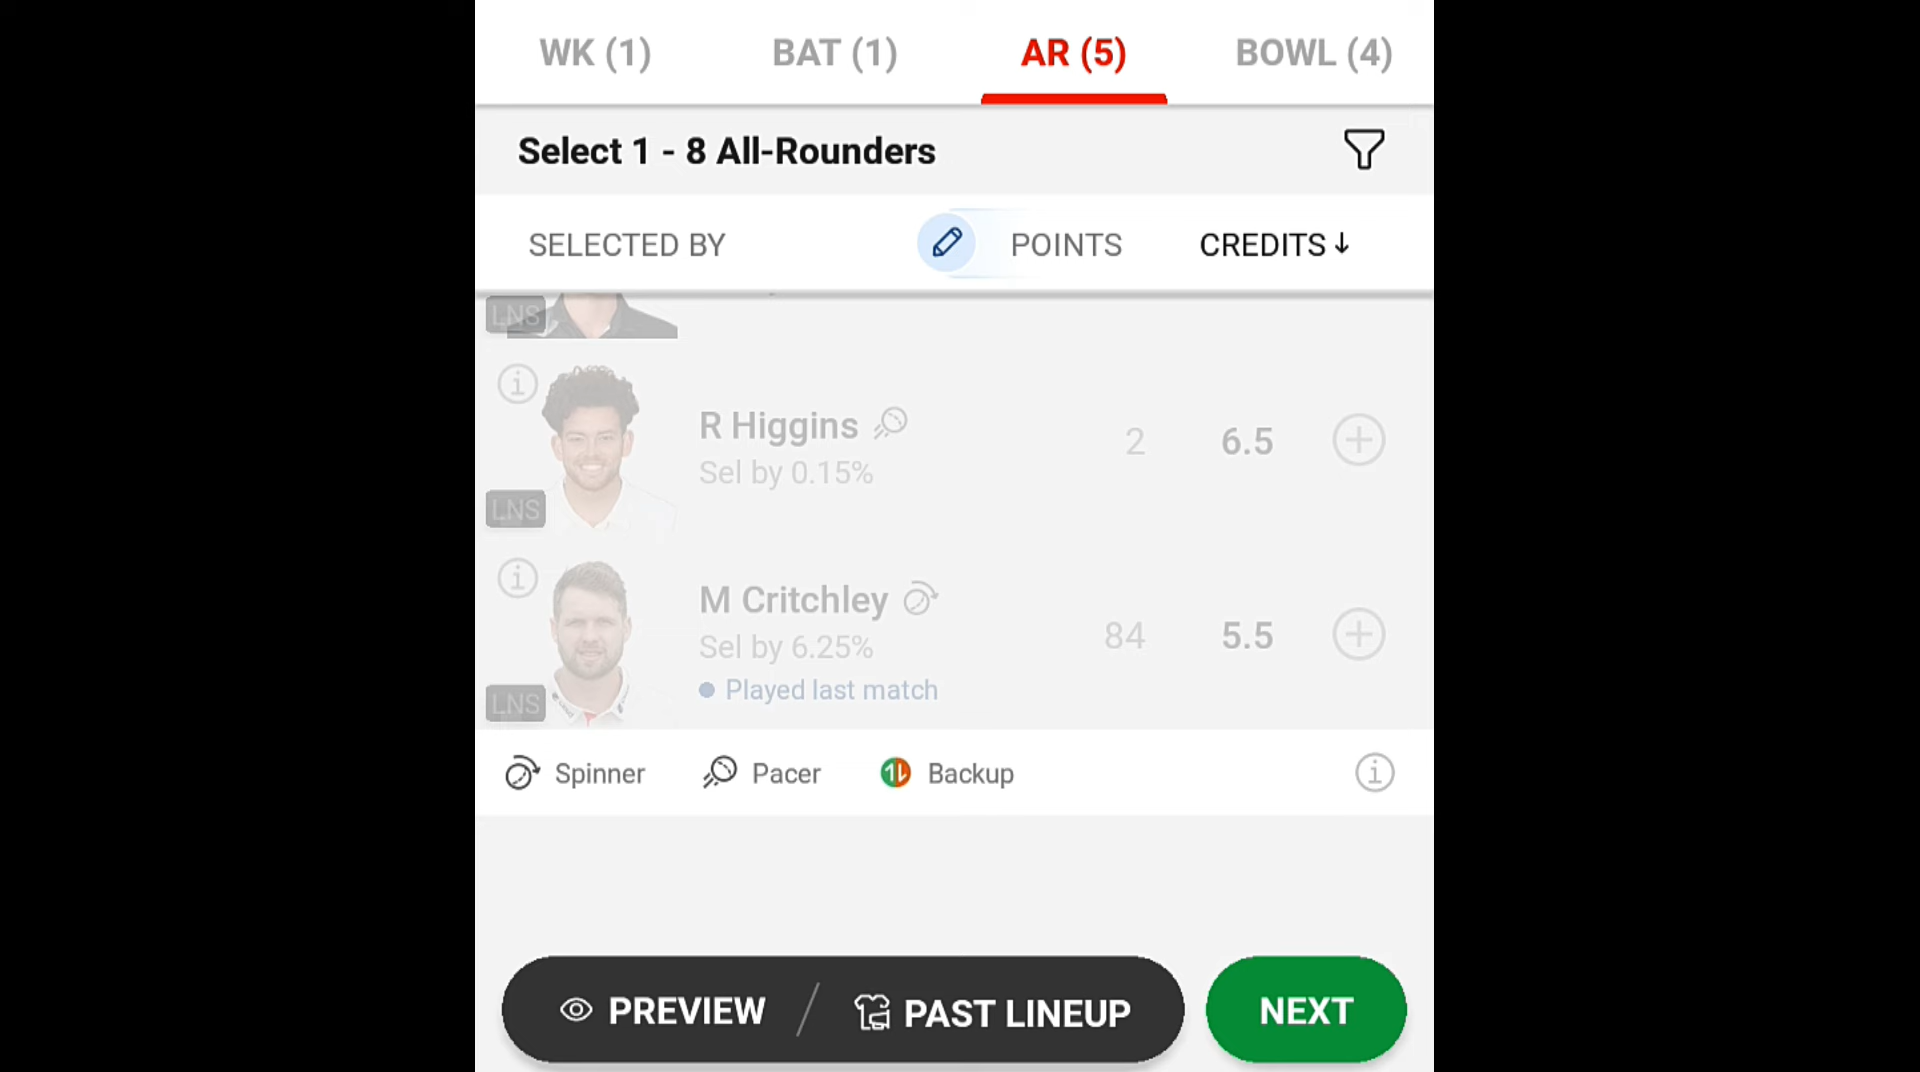 WK (1) BAT (1) AR (5) BOWL (4)
Select 1 - 8 All-Rounders
SELECTED BY POINTS CREDITS↓
LNS
R Higgins 2 6.5
Sel by 0.15%
LNS
M Critchley 84 5.5
Sel by 6.25%
Played last match
LNS
Spinner Pacer Backup
PREVIEW / PAST LINEUP NEXT